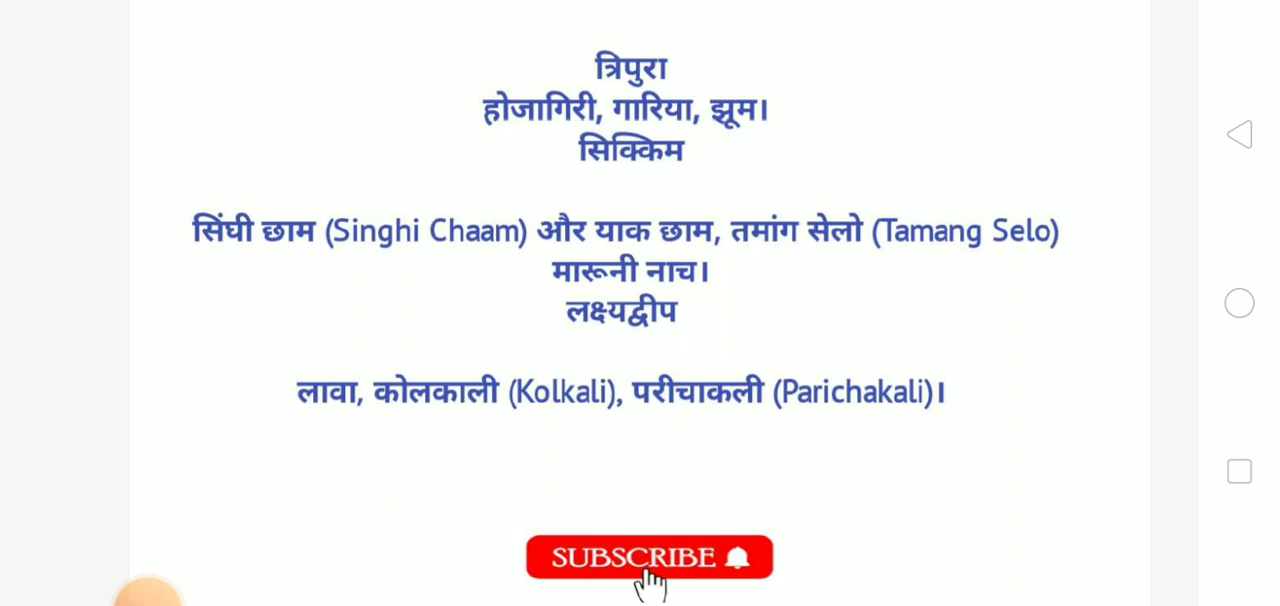 त्रिपुरा
होजागिरी, गारिया, झूम।
सिक्किम
सिंघी छाम (Singhi Chaam) और याक छाम, तमांग सेलो (Tamang Selo)
मारूनी नाच।
लक्ष्यद्वीप
लावा, कोलकाली (Kolkali), परीचाकली (Parichakali)।
SUBSCRIBE